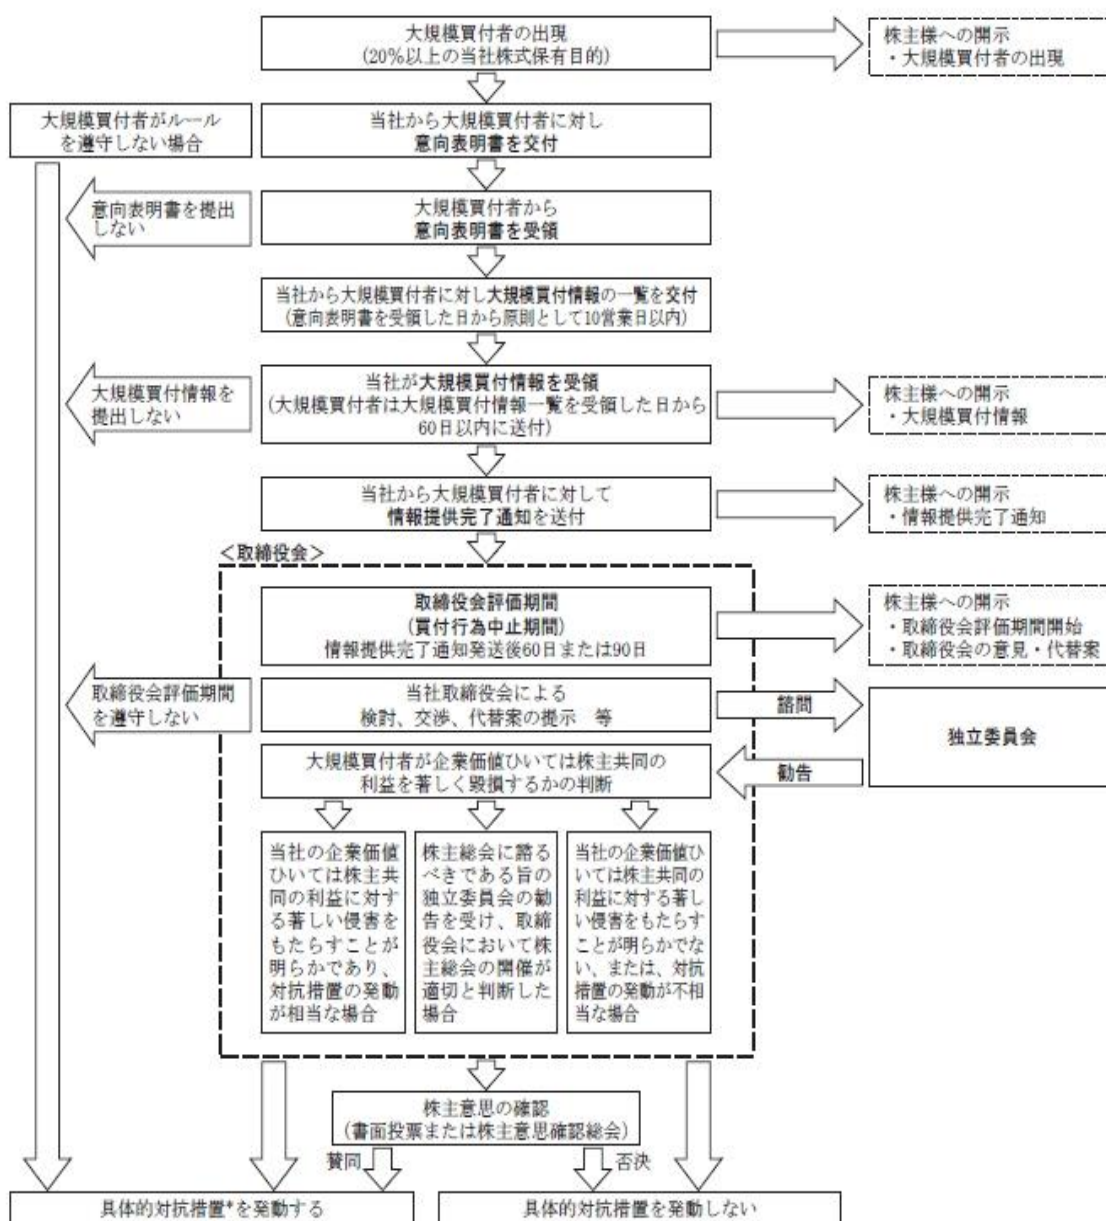 大規模買付者の出現
(20%以上の当社株式保有目的)
株主様への開示
・大規模買付者の出現
大規模買付者がルール
を遵守しない場合
当社から大規模買付者に対し
意向表明書を交付
意向表明書を提出
しない
大規模買付者から
意向表明書を受領
当社から大規模買付者に対し大規模買付情報の一覧を交付
(意向表明書を受領した日から原則として10営業日以内)
大規模買付情報を
提出しない
当社が大規模買付情報を受領
(大規模買付者は大規模買付情報一覧を受領した日から
60日以内に送付)
株主様への開示
・大規模買付情報
当社から大規模買付者に対して
情報提供完了通知を送付
株主様への開示
・情報提供完了通知
<取締役会>
取締役会評価期間
(買付行為中止期間)
情報提供完了通知発送後60日または90日
株主様への開示
・取締役会評価期間開始
・取締役会の意見・代替案
取締役会評価期間
を遵守しない
当社取締役会による
検討、交渉、代替案の提示 等
諮問
独立委員会
大規模買付者が企業価値ひいては株主共同の
利益を著しく毀損するかの判断
勧告
当社の企業価値
ひいては株主共
同の利益に対す
る著しい侵害を
もたらすことが
明らかであり、
対抗措置の発動
が相当な場合
株主総会に諮る
べきである旨の
独立委員会の勧
告を受け、取締
役会において株
主総会の開催が
適切と判断した
場合
当社の企業価値ひ
いては株主共同の
利益に対する著し
い侵害をもたらす
ことが明らかでな
い、または、対抗
措置の発動が不相
当な場合
株主意思の確認
(書面投票または株主意思確認総会)
賛同
否決
具体的対抗措置*を発動する
具体的対抗措置を発動しない